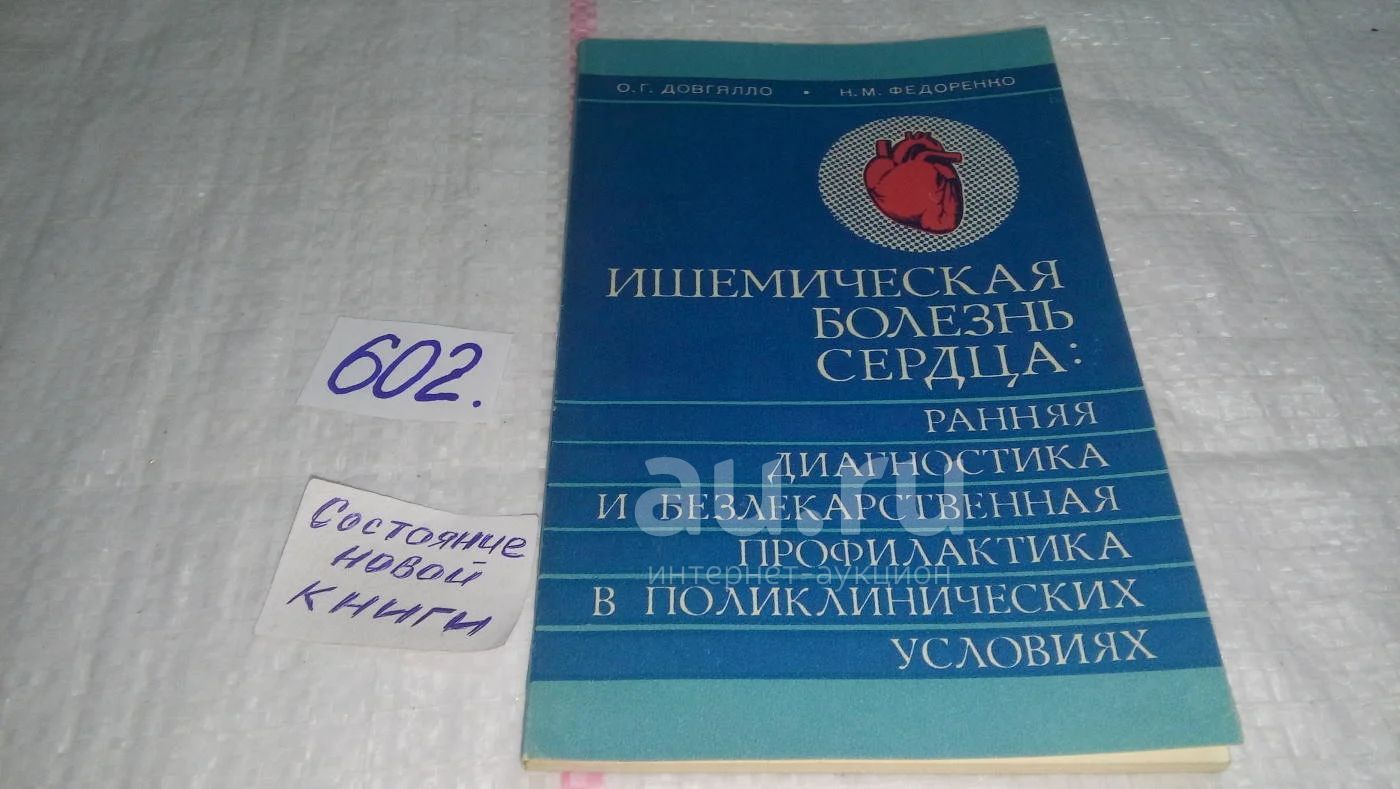 О. Г. ДОВГЯЛЛО • Н. М. ФЕДОРЕНКО
ИШЕМИЧЕСКАЯ
БОЛЕЗНЬ
СЕРДЦА:
РАННЯЯ
ДИАГНОСТИКА
И БЕЗЛЕКАРСТВЕННАЯ
ПРОФИЛАКТИКА
В ПОЛИКЛИНИЧЕСКИХ
УСЛОВИЯХ
602.
Состояние
новой
книги
au.ru
интернет-аукцион